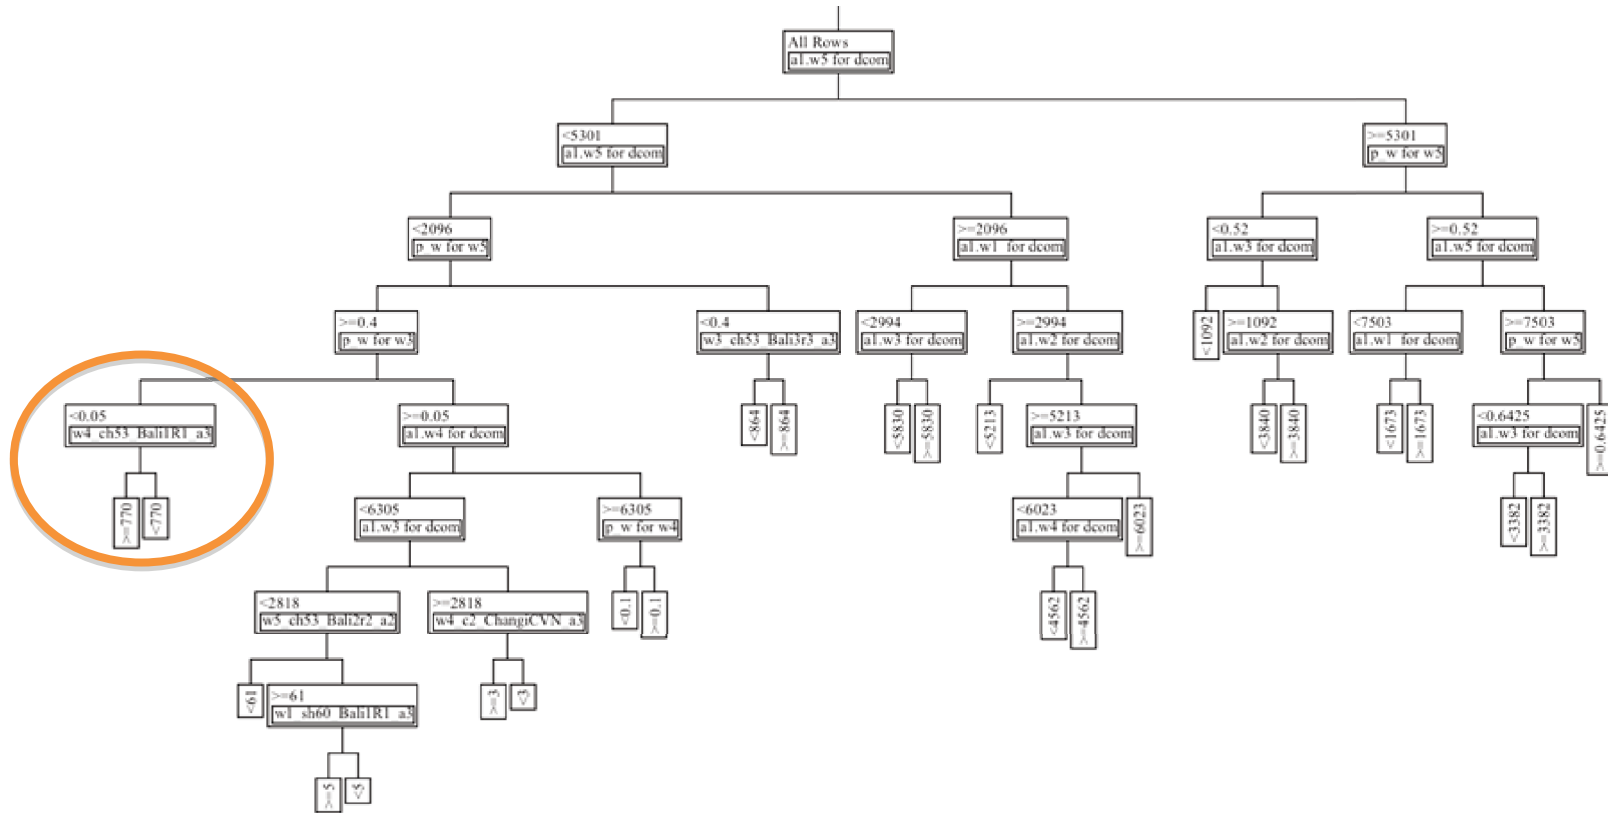 All Rows
a1.w5 for dcom
<5301
a1.w5 for dcom
>=5301
p_w for w5
<2096
p_w for w5
>=2096
a1.w1_for dcom
<0.52
a1.w3 for dcom
>=0.52
a1.w5 for dcom
>=0.4
p_w for w3
<0.4
w3_ch53_Bali3r3_a3
<2994
a1.w3 for dcom
>=2994
a1.w2 for dcom
<1092
>=1092
a1.w2 for dcom
<7503
a1.w1_for dcom
>=7503
p_w for w5
<0.05
w4_ch53_Bali1R1_a3
>=0.05
a1.w4 for dcom
<864
>=864
<5830
>=5830
<5213
>=5213
a1.w3 for dcom
<3840
>=3840
<1673
>=1673
<0.6425
a1.w3 for dcom
>=0.6425
>=770
<770
<6305
a1.w3 for dcom
>=6305
p_w for w4
<6023
a1.w4 for dcom
>=6023
<3382
>=3382
<2818
w5_ch53_Bali2r2_a2
>=2818
w4_c2_ChangiCVN_a3
<0.1
>=0.1
<4562
>=4562
<61
>=61
w1_sh60_Bali1R1_a3
>=3
<3
>=5
<5